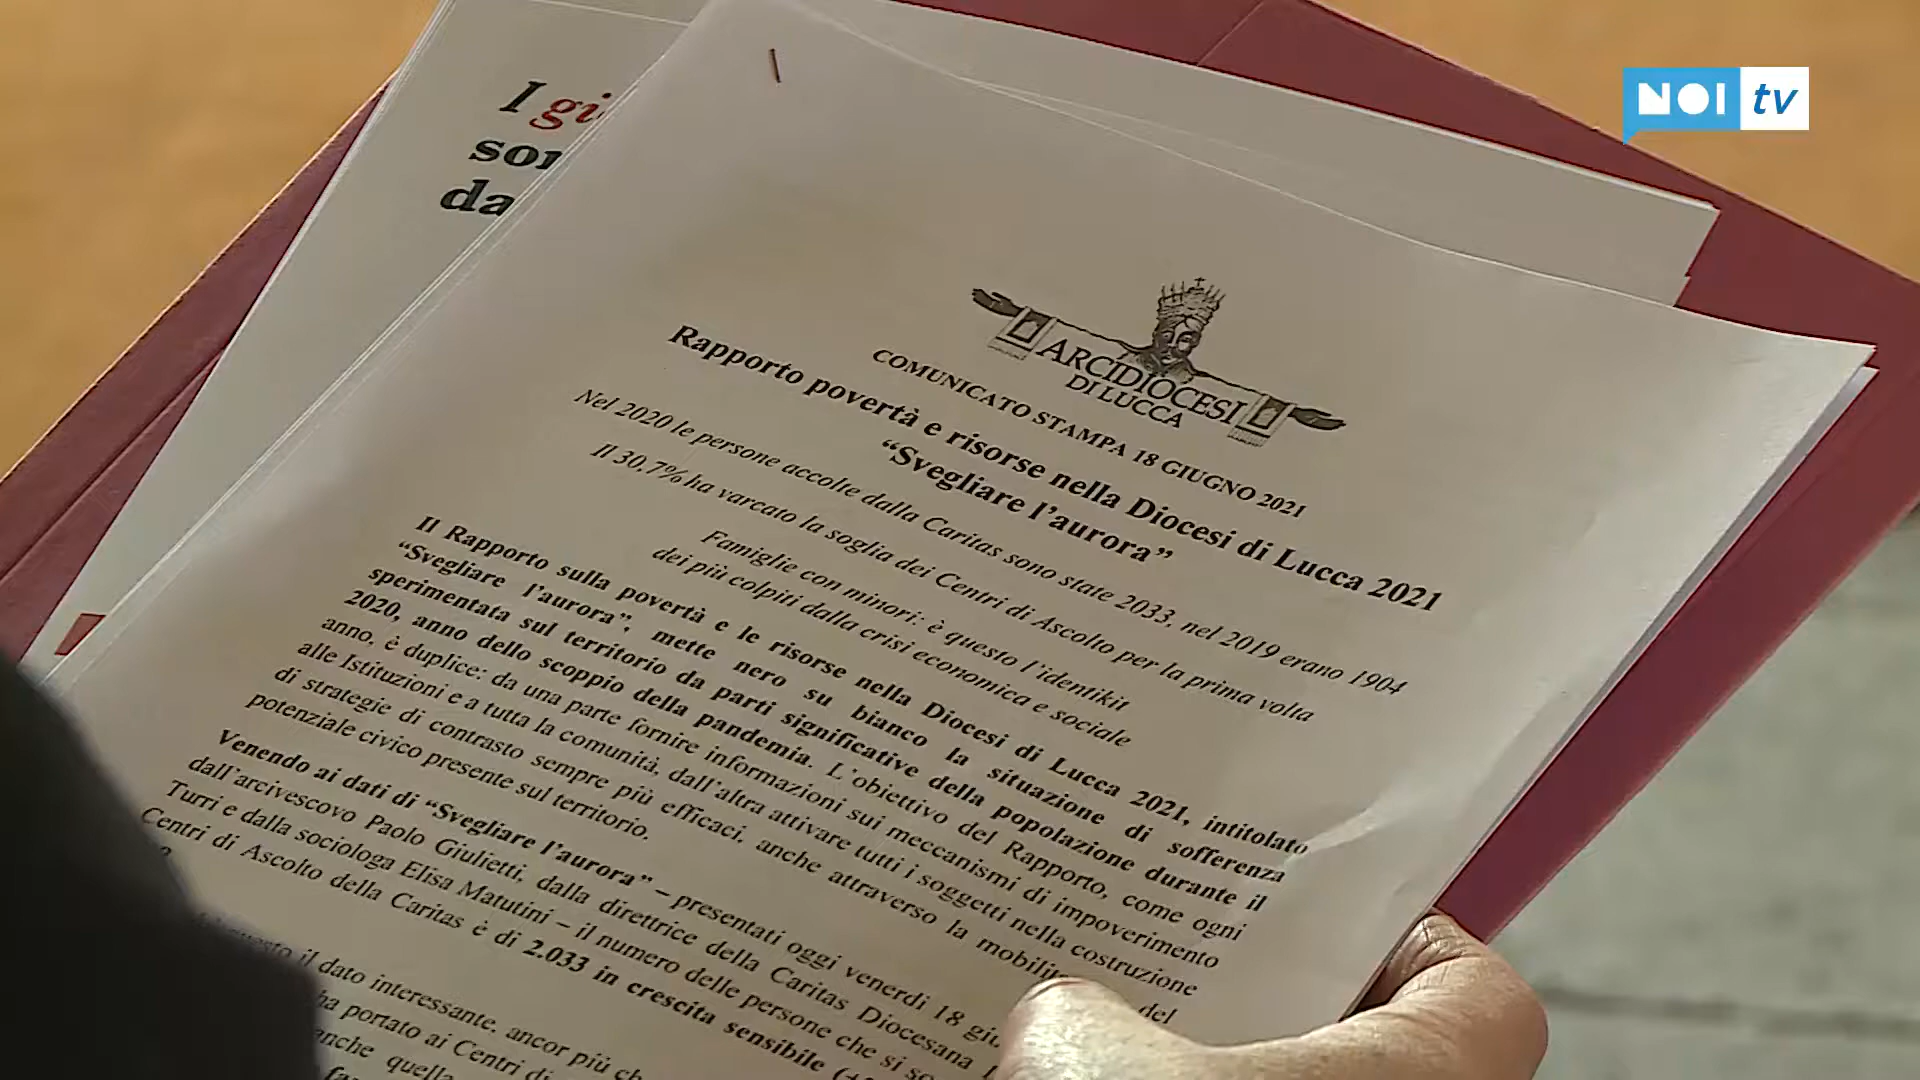 NOI tv
I gi
son
da
ARCIDIOCESI
DI LUCCA
COMUNICATO STAMPA 18 GIUGNO 2021
Rapporto povertà e risorse nella Diocesi di Lucca 2021
“Svegliare l’aurora”
Nel 2020 le persone accolte dalla Caritas sono state 2033, nel 2019 erano 1904
Il 30,7% ha varcato la soglia dei Centri di Ascolto per la prima volta
Famiglie con minori: è questo l’identikit
dei più colpiti dalla crisi economica e sociale
Il Rapporto sulla povertà e le risorse nella Diocesi di Lucca 2021, intitolato
“Svegliare l’aurora”, mette nero su bianco la situazione di sofferenza
sperimentata sul territorio da parti significative della popolazione durante il
2020, anno dello scoppio della pandemia. L’obiettivo del Rapporto, come ogni
anno, è duplice: da una parte fornire informazioni sui meccanismi di impoverimento
alle Istituzioni e a tutta la comunità, dall’altra attivare tutti i soggetti nella costruzione
di strategie di contrasto sempre più efficaci, anche attraverso la mobilit del
potenziale civico presente sul territorio.
Venendo ai dati di “Svegliare l’aurora” – presentati oggi venerdì 18 giu
dall’arcivescovo Paolo Giulietti, dalla direttrice della Caritas Diocesana
Turri e dalla sociologa Elisa Matutini – il numero delle persone che si so
Centri di Ascolto della Caritas è di 2.033 in crescita sensibile
il dato interessante, ancor più ch
ha portato ai Centri di
anche quella